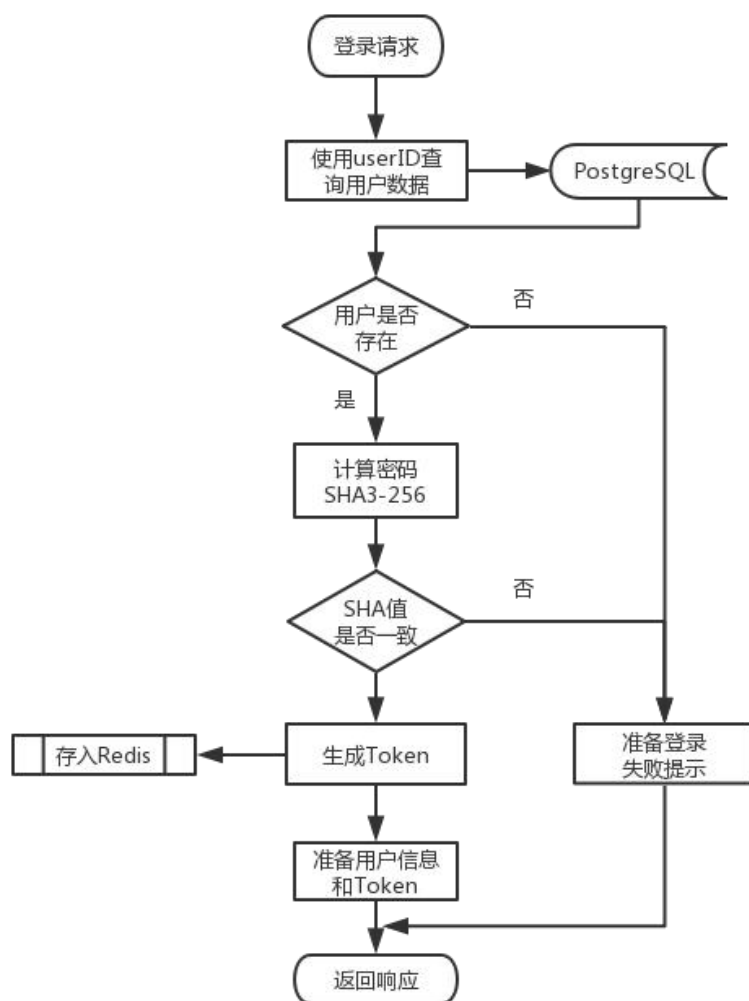 登录请求
使用userID查
询用户数据
PostgreSQL
用户是否
存在
否
是
计算密码
SHA3-256
SHA值
是否一致
否
存入Redis
生成Token
准备登录
失败提示
准备用户信息
和Token
返回响应